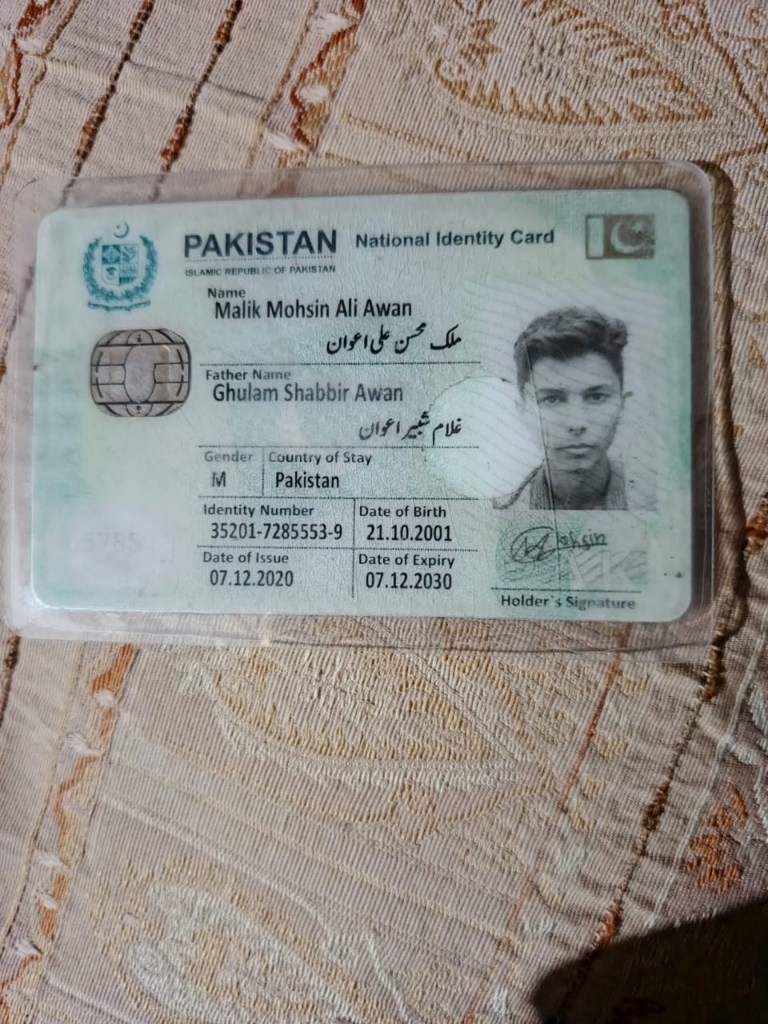 PAKISTAN National Identity Card
ISLAMIC REPUBLIC OF PAKISTAN
Name
Malik Mohsin Ali Awan
ملک محسن علی اعوان
Father Name
Ghulam Shabbir Awan
غلام شبیر اعوان
Gender Country of Stay
M Pakistan
Identity Number Date of Birth
35201-7285553-9 21.10.2001
Date of Issue Date of Expiry
07.12.2020 07.12.2030
Mohsin
Holder's Signature